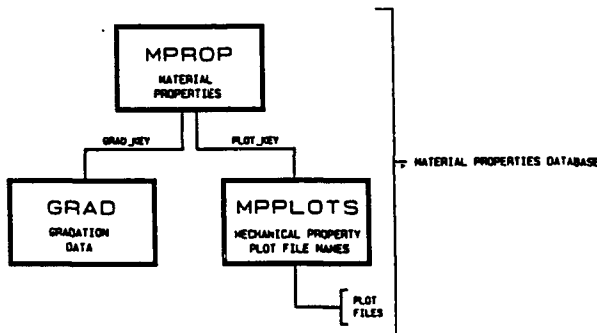 MPROP
MATERIAL
PROPERTIES
GRAD_KEY
PLOT_KEY
MATERIAL PROPERTIES DATABASE
GRAD
GRADATION
DATA
MPPLOTS
MECHANICAL PROPERTY
PLOT FILE NAMES
PLOT
FILES